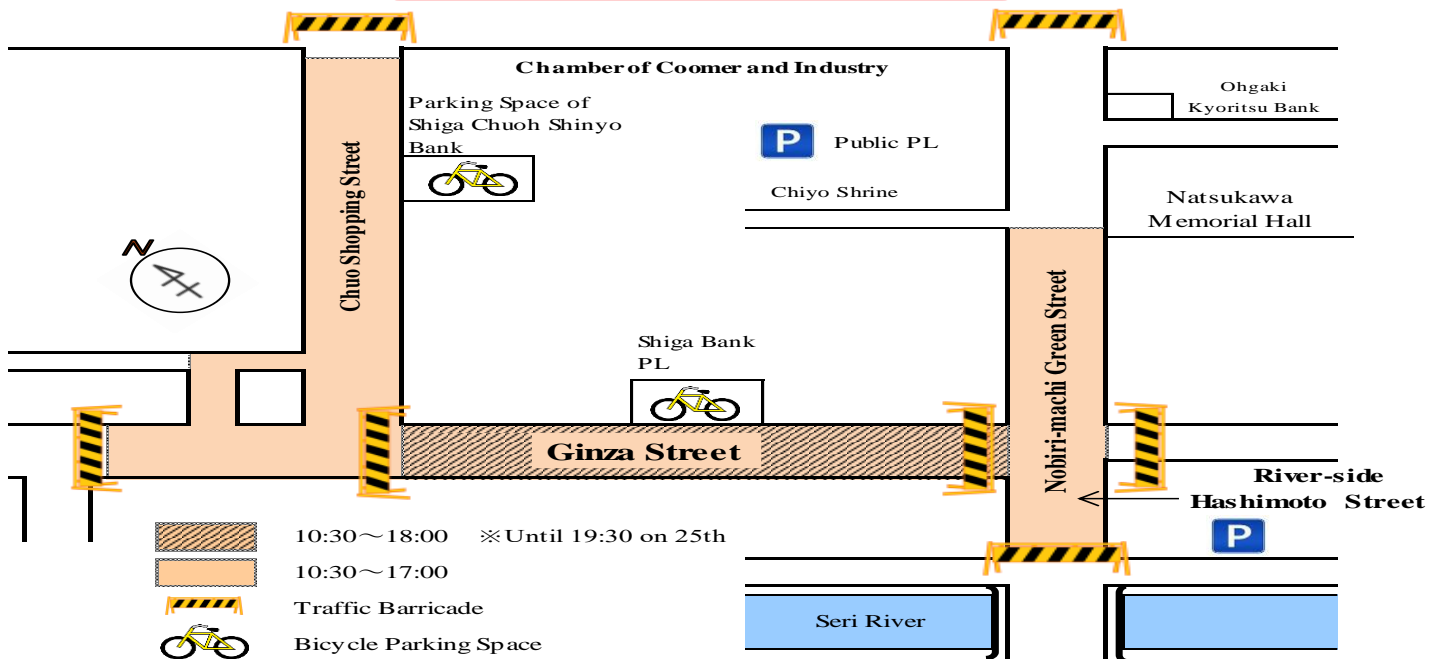 Chamber of Coomer and Industry
Parking Space of
Shiga Chuoh Shinyo
Bank
P
Public PL
Chiyo Shrine
Ohgaki
Kyoritsu Bank
Natsukawa
Memorial Hall
Chuo Shopping Street
N
Shiga Bank
PL
Nobiri-machi Green Street
Ginza Street
River-side
Hashimoto Street
P
10:30～18:00 ※Until 19:30 on 25th
10:30～17:00
Traffic Barricade
Bicycle Parking Space
Seri River